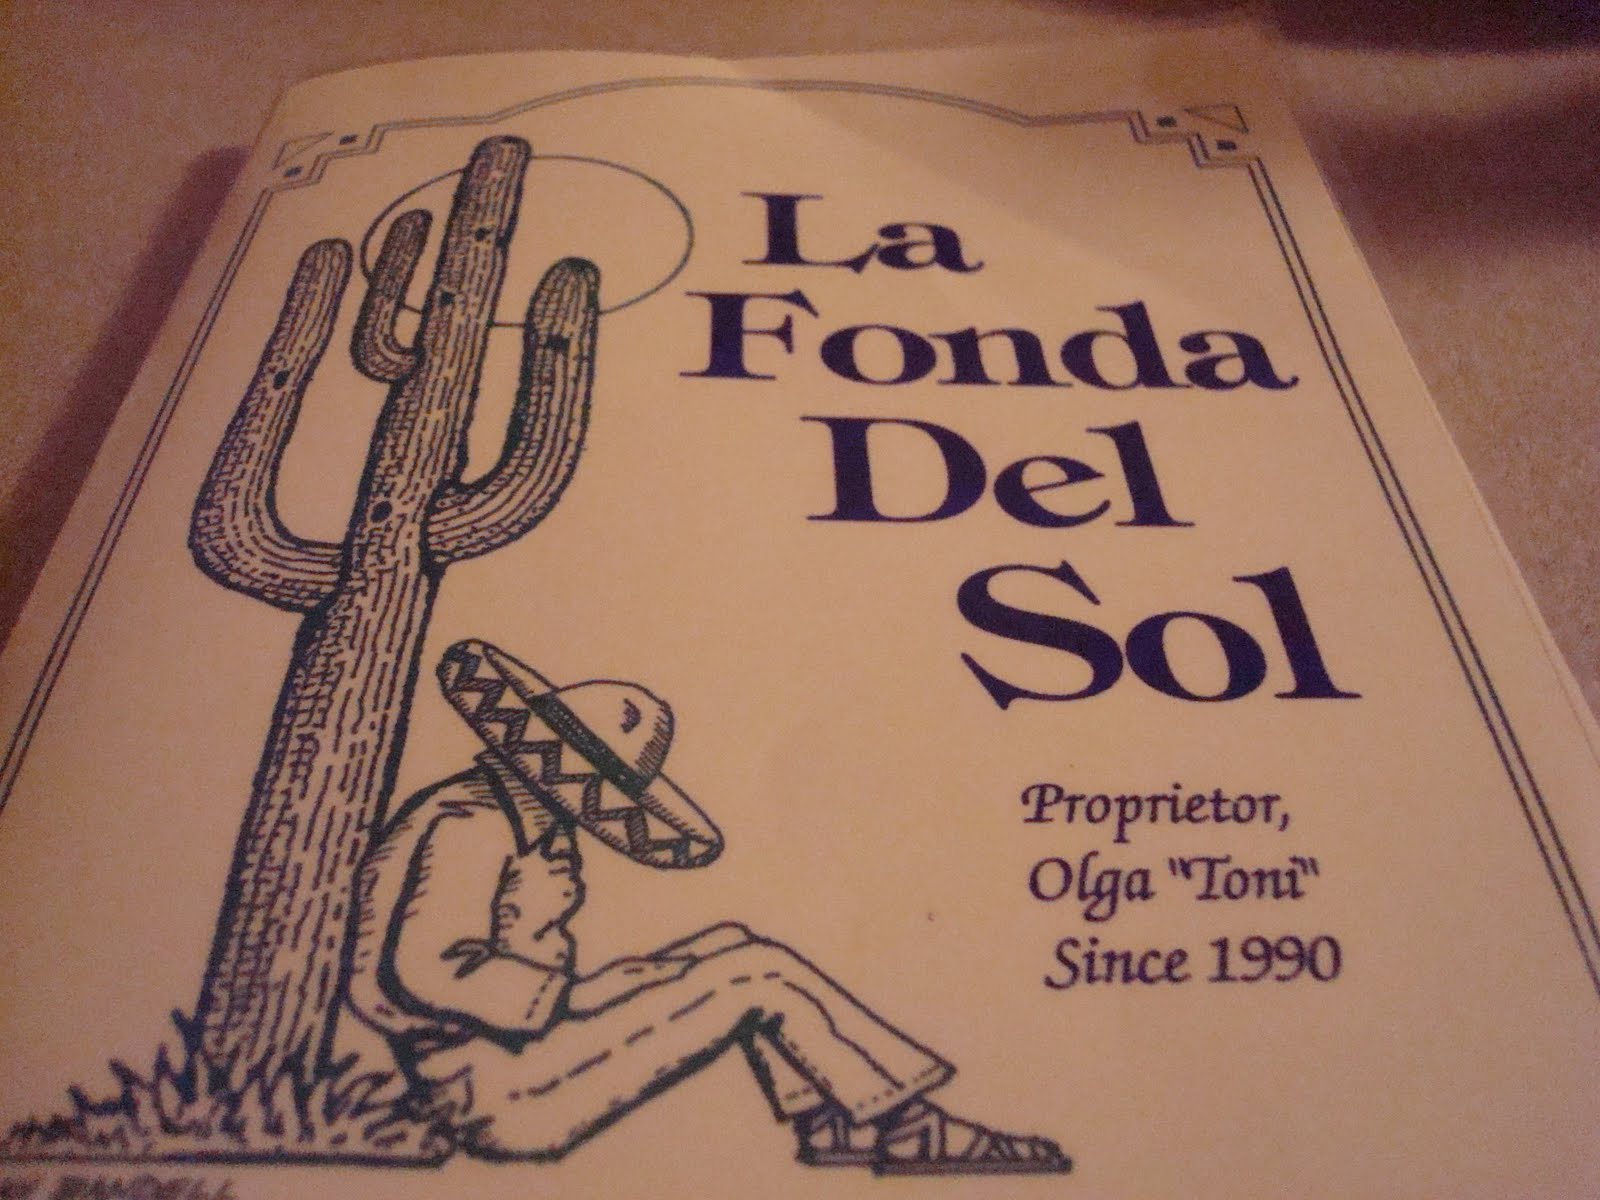 La
Fonda
Del
Sol
Proprietor,
Olga "Toni"
Since 1990